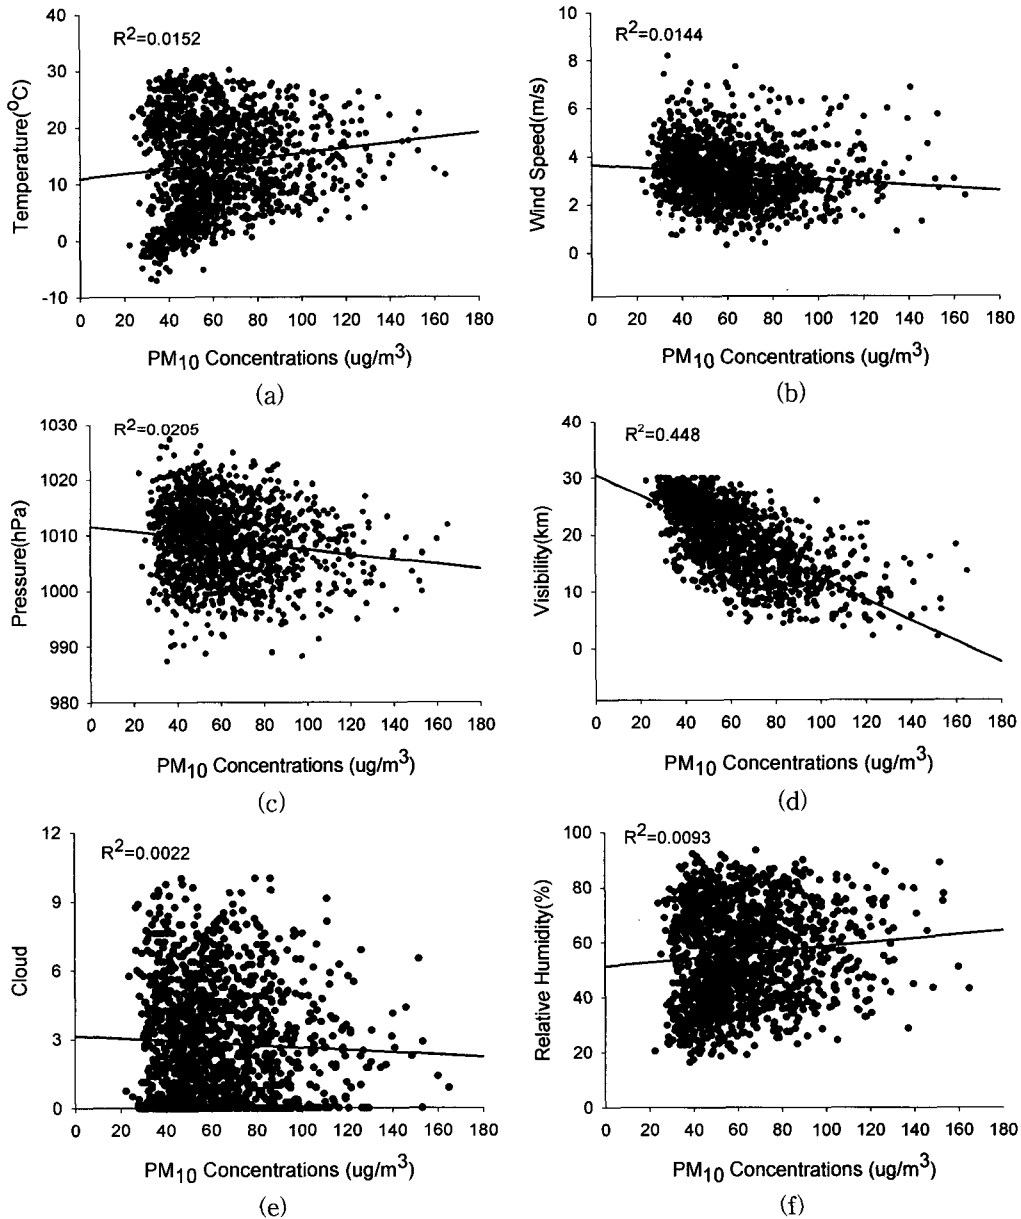 40
30
20
10
0
-10
Temperature(°C)
R²=0.0152
0 20 40 60 80 100 120 140 160 180
PM10 Concentrations (ug/m³)
(a)
10
8
6
4
2
0
Wind Speed(m/s)
R²=0.0144
0 20 40 60 80 100 120 140 160 180
PM10 Concentrations (ug/m³)
(b)
1030
1020
1010
1000
990
980
Pressure(hPa)
R²=0.0205
0 20 40 60 80 100 120 140 160 180
PM10 Concentrations (ug/m³)
(c)
40
30
20
10
0
Visibility(km)
R²=0.448
0 20 40 60 80 100 120 140 160 180
PM10 Concentrations (ug/m³)
(d)
12
9
6
3
0
Cloud
R²=0.0022
0 20 40 60 80 100 120 140 160 180
PM10 Concentrations (ug/m³)
(e)
100
80
60
40
20
0
Relative Humidity(%)
R²=0.0093
0 20 40 60 80 100 120 140 160 180
PM10 Concentrations (ug/m³)
(f)